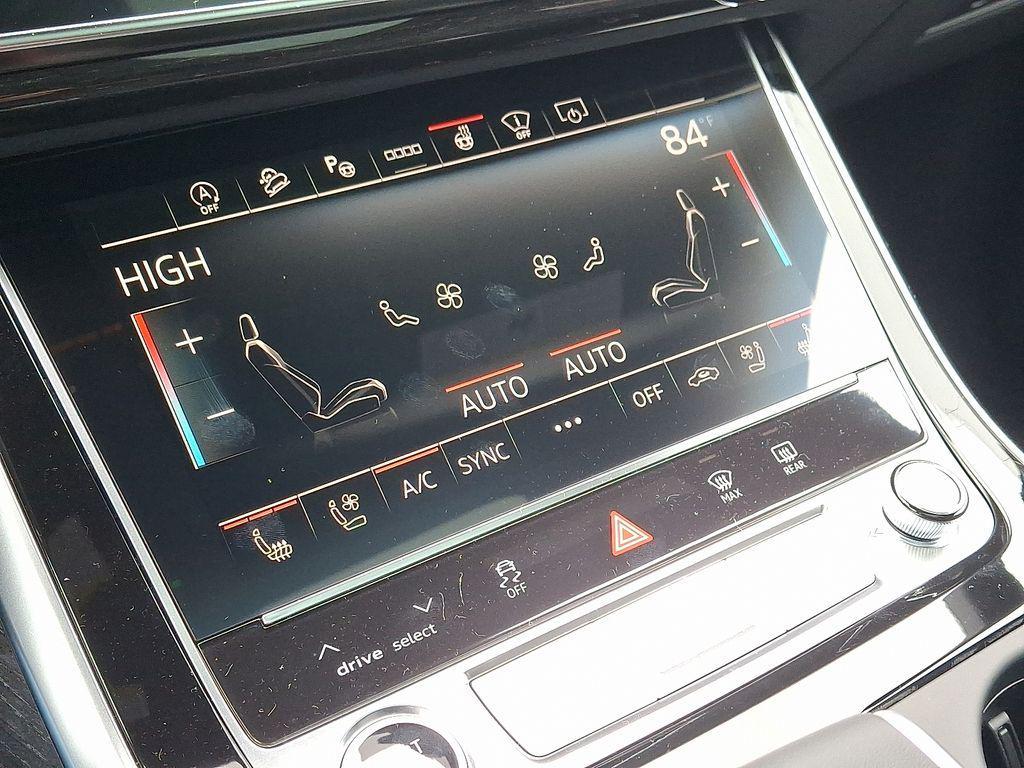 A OFF
P
OFF
84°F
HIGH
+
−
+
−
AUTO
AUTO
A/C
SYNC
•••
OFF
MAX
REAR
OFF
drive select